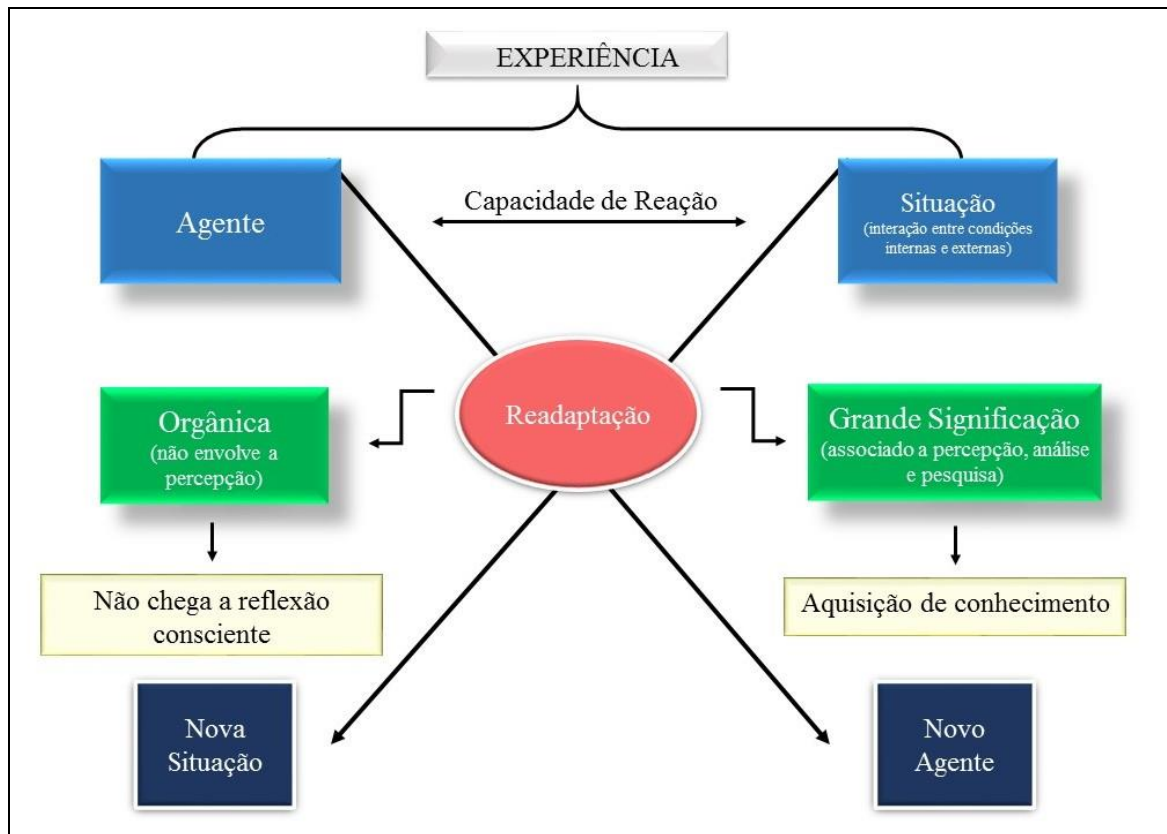 EXPERIÊNCIA
Agente
Capacidade de Reação
Situação
(interação entre condições
internas e externas)
Orgânica
(não envolve a
percepção)
Readaptação
Grande Significação
(associado a percepção, análise
e pesquisa)
Não chega a reflexão
consciente
Aquisição de conhecimento
Nova
Situação
Novo
Agente